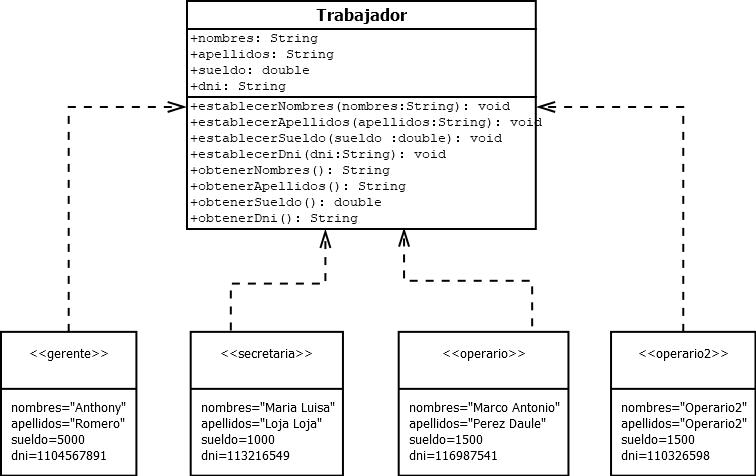 Trabajador
+nombres: String
+apellidos: String
+sueldo: double
+dni: String
+establecerNombres(nombres:String): void
+establecerApellidos(apellidos:String): void
+establecerSueldo(sueldo :double): void
+establecerDni(dni:String): void
+obtenerNombres(): String
+obtenerApellidos(): String
+obtenerSueldo(): double
+obtenerDni(): String
<<gerente>>
nombres="Anthony"
apellidos="Romero"
sueldo=5000
dni=1104567891
<<secretaria>>
nombres="Maria Luisa"
apellidos="Loja Loja"
sueldo=1000
dni=113216549
<<operario>>
nombres="Marco Antonio"
apellidos="Perez Daule"
sueldo=1500
dni=116987541
<<operario2>>
nombres="Operario2"
apellidos="Operario2"
sueldo=1500
dni=110326598